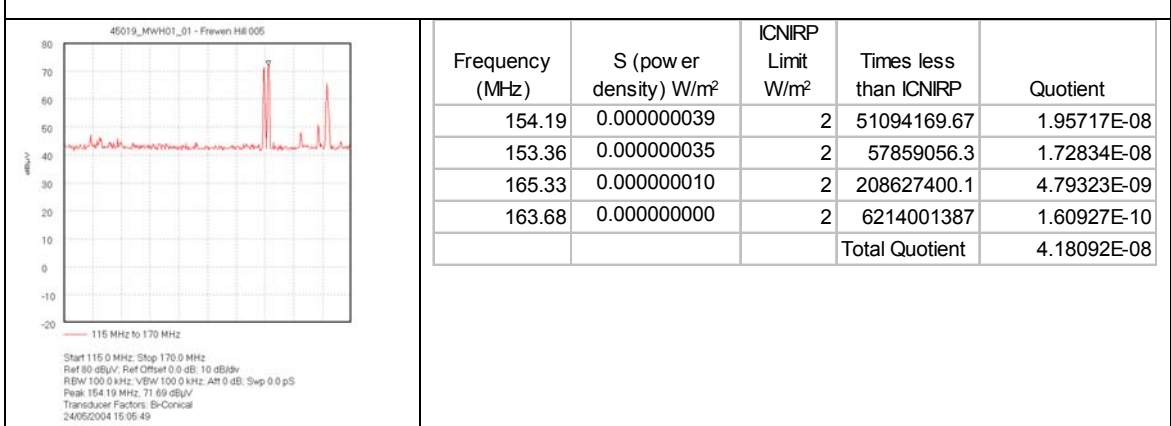 45019_MWH01_01 - Frewen Hill 005
80
70
60
50
40
30
20
10
0
-10
-20
dBµV
115 MHz to 170 MHz
Start 115.0 MHz; Stop 170.0 MHz
Ref 80 dBµV; Ref Offset 0.0 dB; 10 dB/div
RBW 100.0 kHz; VBW 100.0 kHz; Att 0 dB; Swp 0.0 pS
Peak 154.19 MHz, 71.69 dBµV
Transducer Factors: Bi-Conical
24/05/2004 15:05:49
Frequency (MHz) S (power density) W/m² ICNIRP Limit W/m² Times less than ICNIRP Quotient
154.19 0.000000039 2 51094169.67 1.95717E-08
153.36 0.000000035 2 57859056.3 1.72834E-08
165.33 0.000000010 2 208627400.1 4.79323E-09
163.68 0.000000000 2 6214001387 1.60927E-10
Total Quotient 4.18092E-08